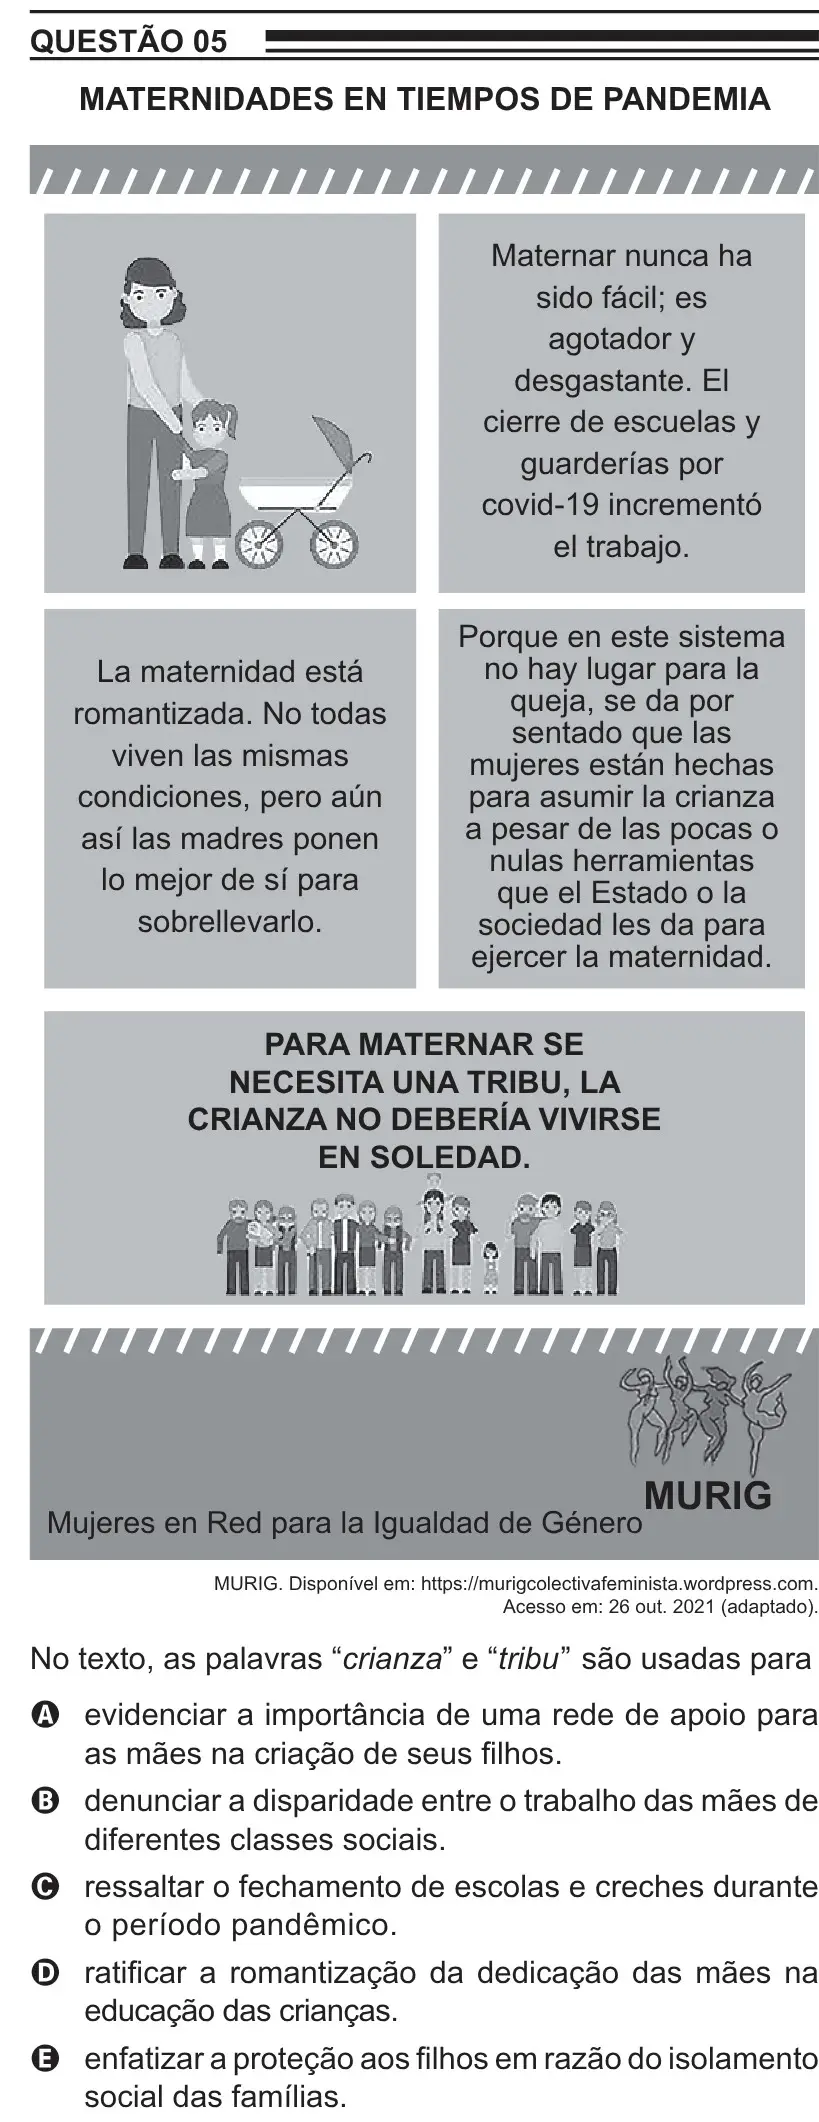 QUESTÃO 05
MATERNIDADES EN TIEMPOS DE PANDEMIA
Maternar nunca ha
sido fácil; es
agotador y
desgastante. El
cierre de escuelas y
guarderías por
covid-19 incrementó
el trabajo.
La maternidad está
romantizada. No todas
viven las mismas
condiciones, pero aún
así las madres ponen
lo mejor de sí para
sobrellevarlo.
Porque en este sistema
no hay lugar para la
queja, se da por
sentado que las
mujeres están hechas
para asumir la crianza
a pesar de las pocas o
nulas herramientas
que el Estado o la
sociedad les da para
ejercer la maternidad.
PARA MATERNAR SE
NECESITA UNA TRIBU, LA
CRIANZA NO DEBERÍA VIVIRSE
EN SOLEDAD.
MURIG
Mujeres en Red para la Igualdad de Género
MURIG. Disponível em: https://murigcolectivafeminista.wordpress.com.
Acesso em: 26 out. 2021 (adaptado).
No texto, as palavras “crianza” e “tribu” são usadas para
A evidenciar a importância de uma rede de apoio para
as mães na criação de seus filhos.
B denunciar a disparidade entre o trabalho das mães de
diferentes classes sociais.
C ressaltar o fechamento de escolas e creches durante
o período pandêmico.
D ratificar a romantização da dedicação das mães na
educação das crianças.
E enfatizar a proteção aos filhos em razão do isolamento
social das famílias.